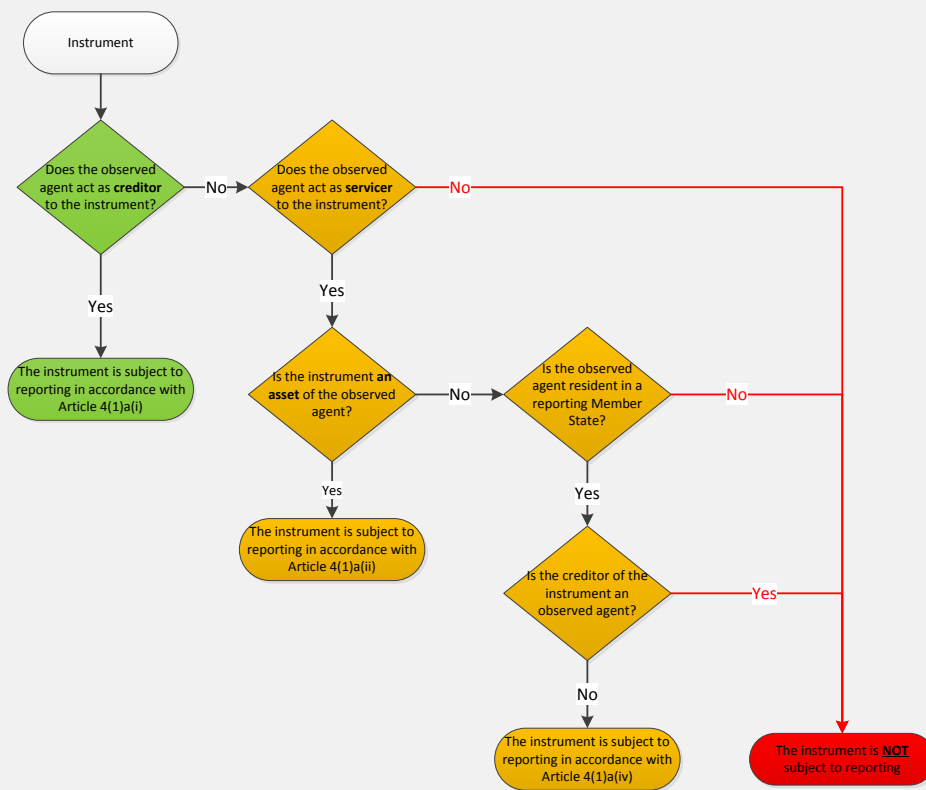 Instrument
Does the observed
agent act as creditor
to the instrument?
No
Does the observed
agent act as servicer
to the instrument?
No
Yes
Yes
The instrument is subject to
reporting in accordance with
Article 4(1)a(i)
Is the instrument an
asset of the observed
agent?
No
Is the observed
agent resident in a
reporting Member
State?
No
Yes
Yes
The instrument is subject to
reporting in accordance with
Article 4(1)a(ii)
Is the creditor of the
instrument an
observed agent?
Yes
No
The instrument is subject to
reporting in accordance with
Article 4(1)a(iv)
The instrument is NOT
subject to reporting